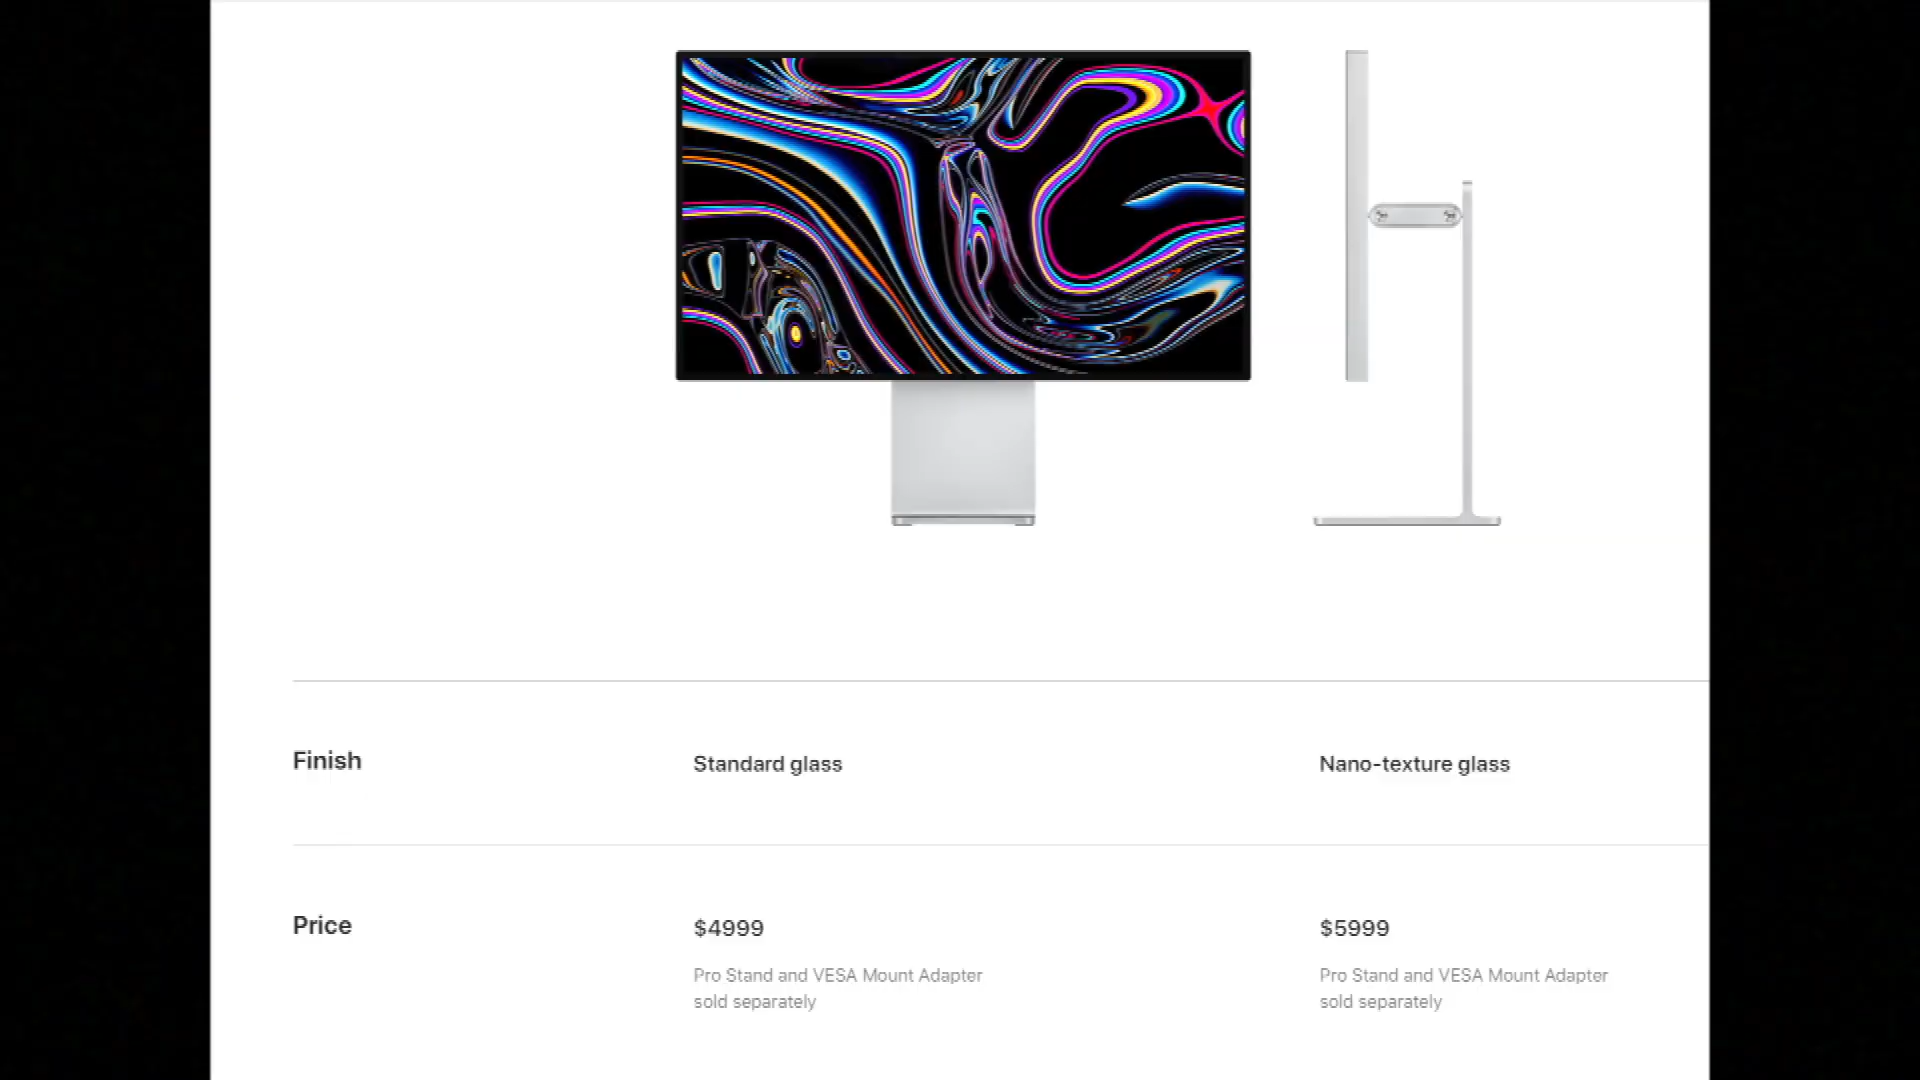 Finish
Standard glass
Nano-texture glass
Price
$4999
$5999
Pro Stand and VESA Mount Adapter
sold separately
Pro Stand and VESA Mount Adapter
sold separately